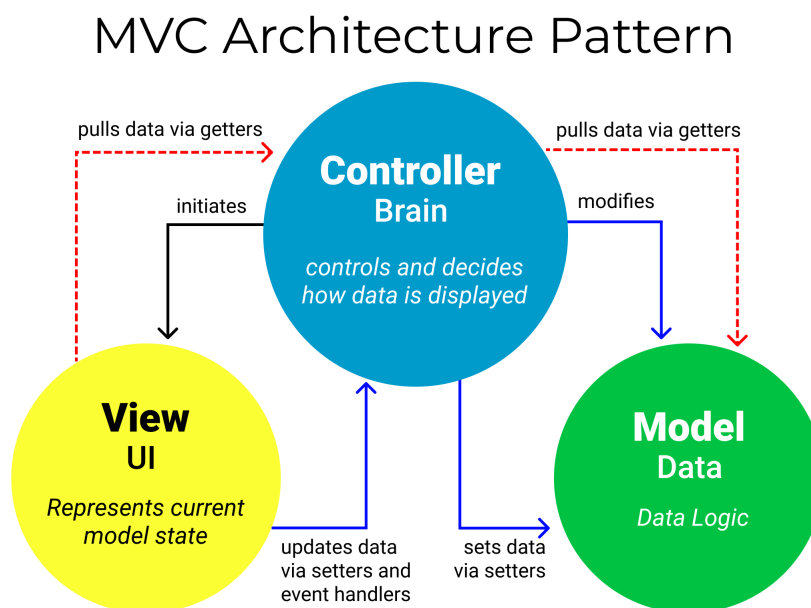 MVC Architecture Pattern
pulls data via getters
pulls data via getters
Controller
Brain
controls and decides
how data is displayed
initiates
modifies
View
UI
Represents current
model state
Model
Data
Data Logic
updates data
via setters and
event handlers
sets data
via setters